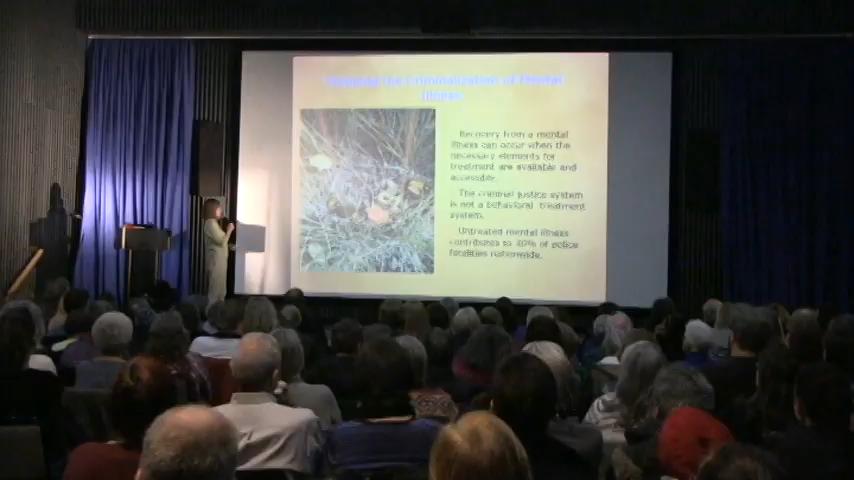 Stopping the Criminalization of Mental
Illness
Recovery from a mental
illness can occur when the
necessary elements for
treatment are available and
accessible.
The criminal justice system
is not a behavioral treatment
system.
Untreated mental illness
contributes to of police
fatalities nationwide.